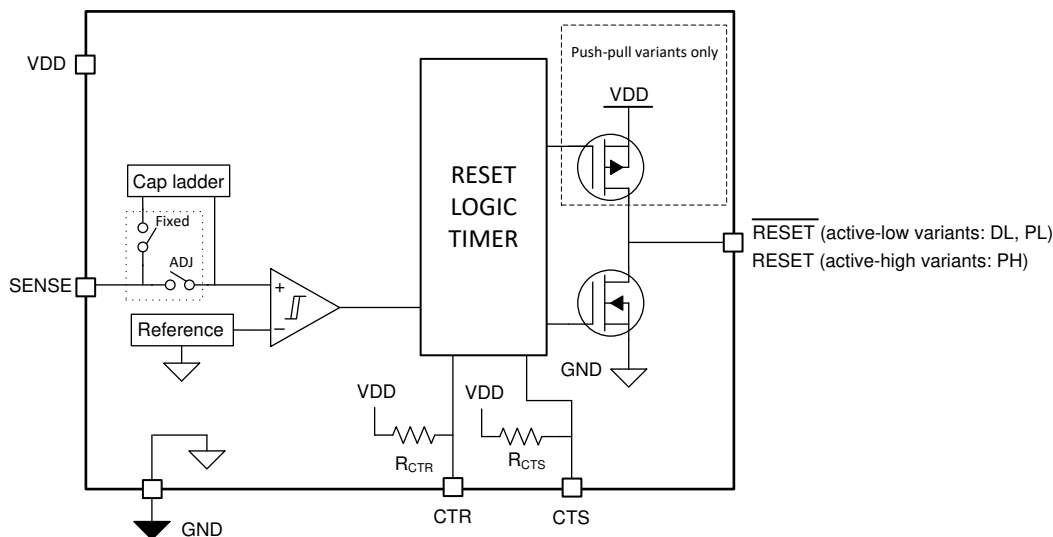 Push-pull variants only
VDD
VDD
Cap ladder
Fixed
ADJ
SENSE
+
−
Reference
RESET
LOGIC
TIMER
RESET (active-low variants: DL, PL)
RESET (active-high variants: PH)
GND
VDD
VDD
RCTR
RCTS
CTR
CTS
GND